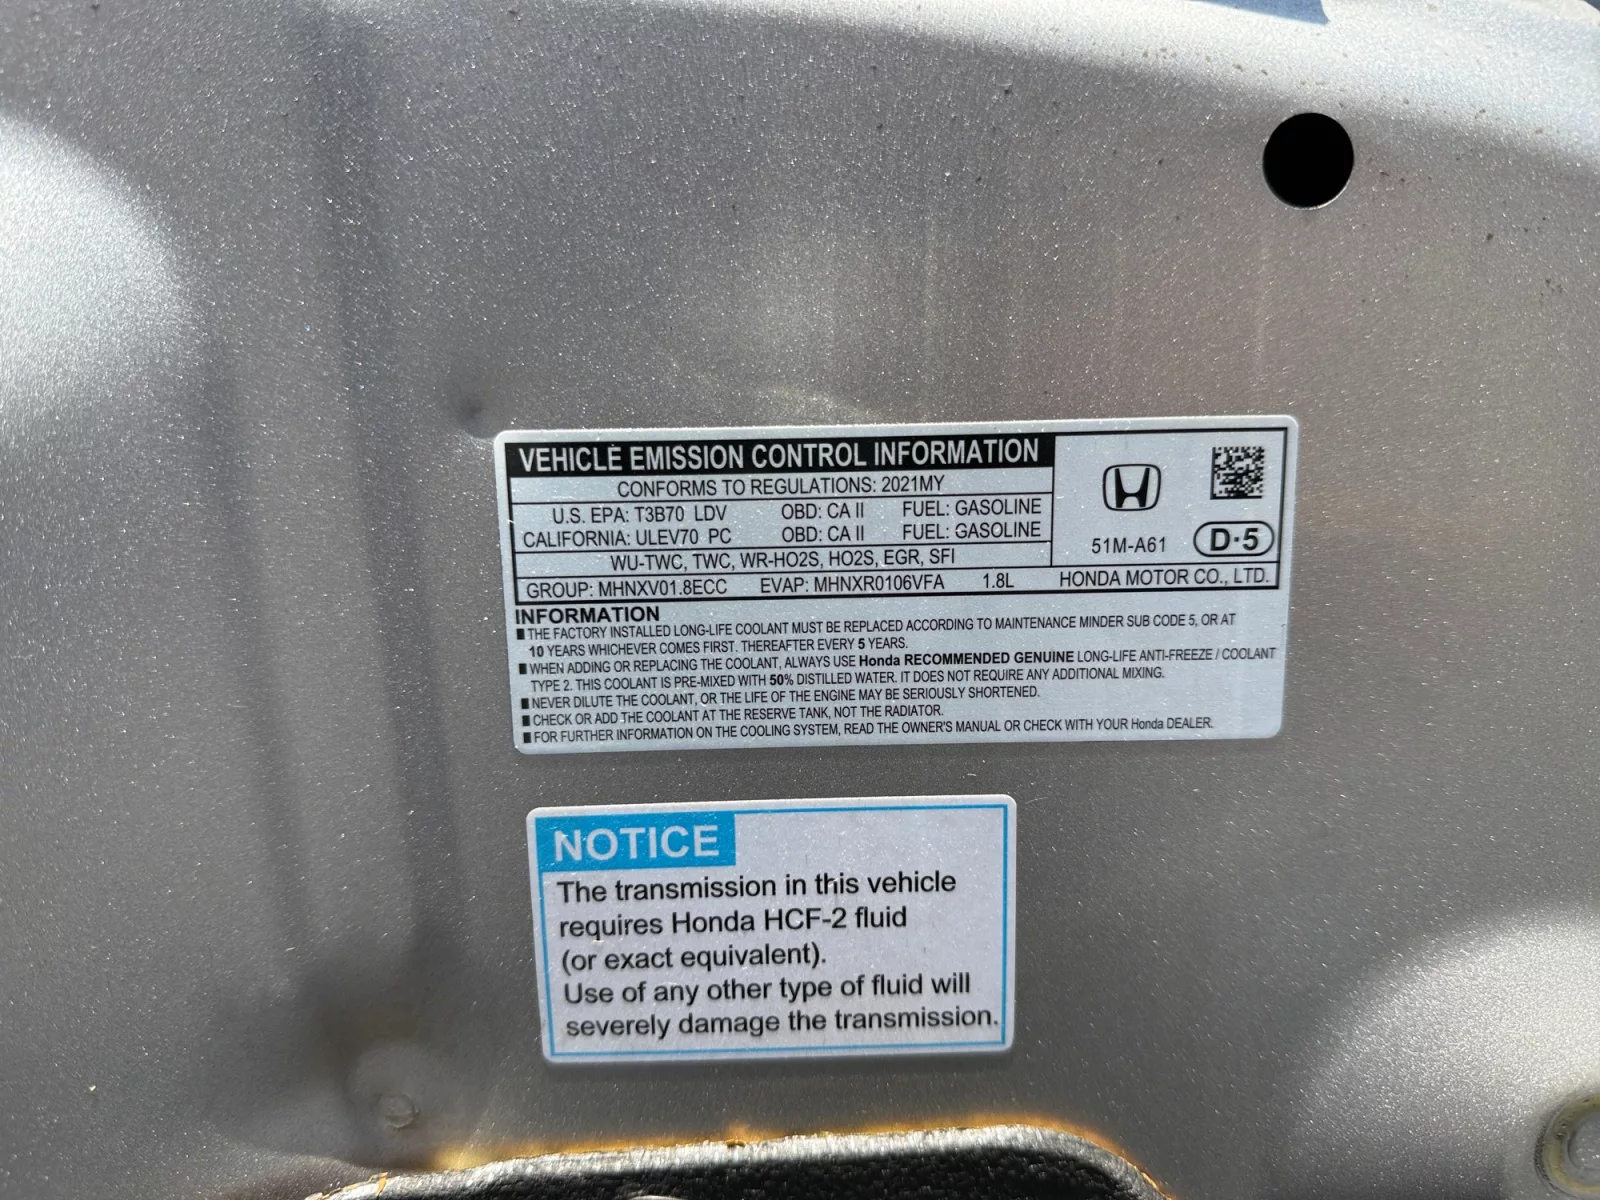 VEHICLE EMISSION CONTROL INFORMATION
CONFORMS TO REGULATIONS: 2021MY
U.S. EPA: T3B70 LDV OBD: CA II FUEL: GASOLINE
CALIFORNIA: ULEV70 PC OBD: CA II FUEL: GASOLINE
WU-TWC, TWC, WR-HO2S, HO2S, EGR, SFI
51M-A61 D·5
GROUP: MHNXV01.8ECC EVAP: MHNXR0106VFA 1.8L HONDA MOTOR CO., LTD.
INFORMATION
■ THE FACTORY INSTALLED LONG-LIFE COOLANT MUST BE REPLACED ACCORDING TO MAINTENANCE MINDER SUB CODE 5, OR AT
10 YEARS WHICHEVER COMES FIRST. THEREAFTER EVERY 5 YEARS.
■ WHEN ADDING OR REPLACING THE COOLANT, ALWAYS USE Honda RECOMMENDED GENUINE LONG-LIFE ANTI-FREEZE / COOLANT
TYPE 2. THIS COOLANT IS PRE-MIXED WITH 50% DISTILLED WATER. IT DOES NOT REQUIRE ANY ADDITIONAL MIXING.
■ NEVER DILUTE THE COOLANT, OR THE LIFE OF THE ENGINE MAY BE SERIOUSLY SHORTENED.
■ CHECK OR ADD THE COOLANT AT THE RESERVE TANK, NOT THE RADIATOR.
■ FOR FURTHER INFORMATION ON THE COOLING SYSTEM, READ THE OWNER'S MANUAL OR CHECK WITH YOUR Honda DEALER.
NOTICE
The transmission in this vehicle
requires Honda HCF-2 fluid
(or exact equivalent).
Use of any other type of fluid will
severely damage the transmission.